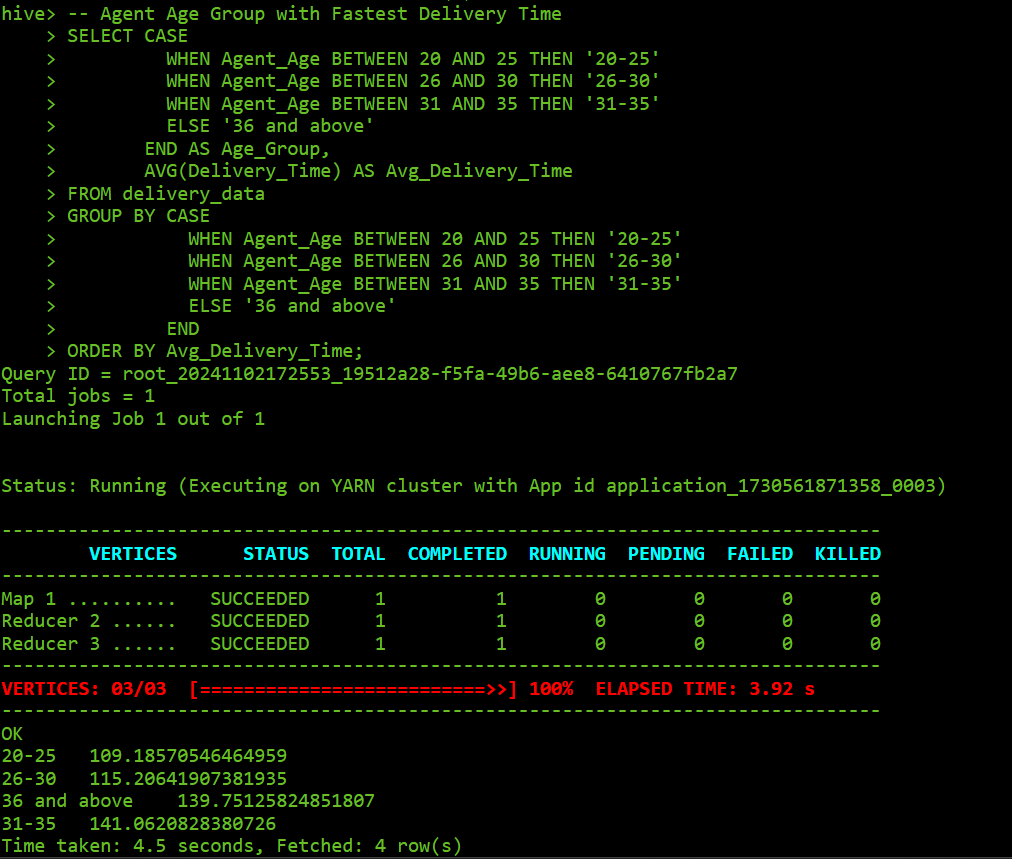 hive> -- Agent Age Group with Fastest Delivery Time
    > SELECT CASE
    >          WHEN Agent_Age BETWEEN 20 AND 25 THEN '20-25'
    >          WHEN Agent_Age BETWEEN 26 AND 30 THEN '26-30'
    >          WHEN Agent_Age BETWEEN 31 AND 35 THEN '31-35'
    >          ELSE '36 and above'
    >        END AS Age_Group,
    >        AVG(Delivery_Time) AS Avg_Delivery_Time
    > FROM delivery_data
    > GROUP BY CASE
    >            WHEN Agent_Age BETWEEN 20 AND 25 THEN '20-25'
    >            WHEN Agent_Age BETWEEN 26 AND 30 THEN '26-30'
    >            WHEN Agent_Age BETWEEN 31 AND 35 THEN '31-35'
    >            ELSE '36 and above'
    >          END
    > ORDER BY Avg_Delivery_Time;
Query ID = root_20241102172553_19512a28-f5fa-49b6-aee8-6410767fb2a7
Total jobs = 1
Launching Job 1 out of 1
Status: Running (Executing on YARN cluster with App id application_1730561871358_0003)
--------------------------------------------------------------------------------
        VERTICES      STATUS  TOTAL  COMPLETED  RUNNING  PENDING  FAILED  KILLED
--------------------------------------------------------------------------------
Map 1 ..........   SUCCEEDED      1          1        0        0       0       0
Reducer 2 ......   SUCCEEDED      1          1        0        0       0       0
Reducer 3 ......   SUCCEEDED      1          1        0        0       0       0
--------------------------------------------------------------------------------
VERTICES: 03/03  [==========================>>] 100%  ELAPSED TIME: 3.92 s
--------------------------------------------------------------------------------
OK
20-25   109.18570546464959
26-30   115.20641907381935
36 and above    139.75125824851807
31-35   141.0620828380726
Time taken: 4.5 seconds, Fetched: 4 row(s)